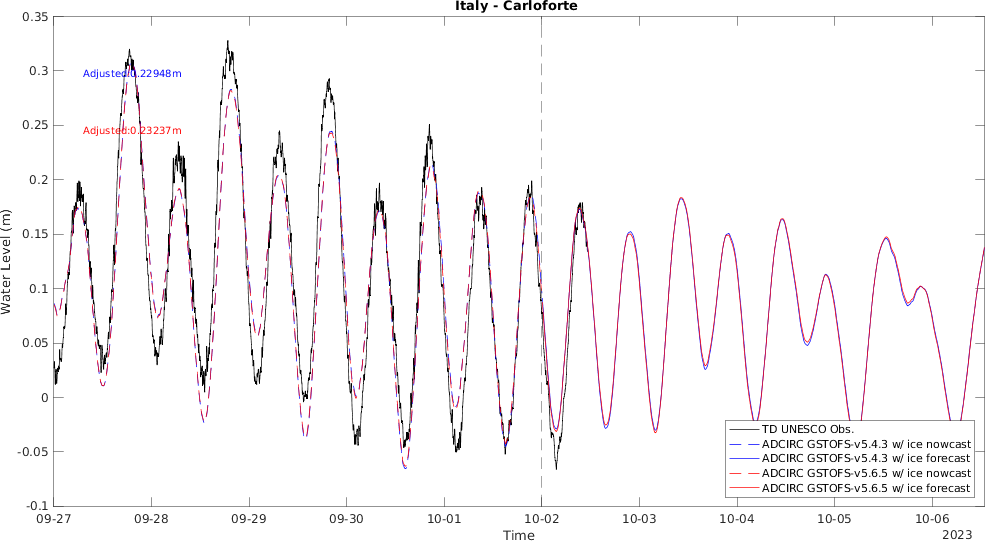 Italy - Carloforte
0.35
0.3
0.25
0.2
0.15
0.1
0.05
0
-0.05
-0.1
Water Level (m)
Adjusted:0.22948m
Adjusted:0.23237m
TD UNESCO Obs.
ADCIRC GSTOFS-v5.4.3 w/ ice nowcast
ADCIRC GSTOFS-v5.4.3 w/ ice forecast
ADCIRC GSTOFS-v5.6.5 w/ ice nowcast
ADCIRC GSTOFS-v5.6.5 w/ ice forecast
09-27 09-28 09-29 09-30 10-01 10-02 10-03 10-04 10-05 10-06
Time
2023